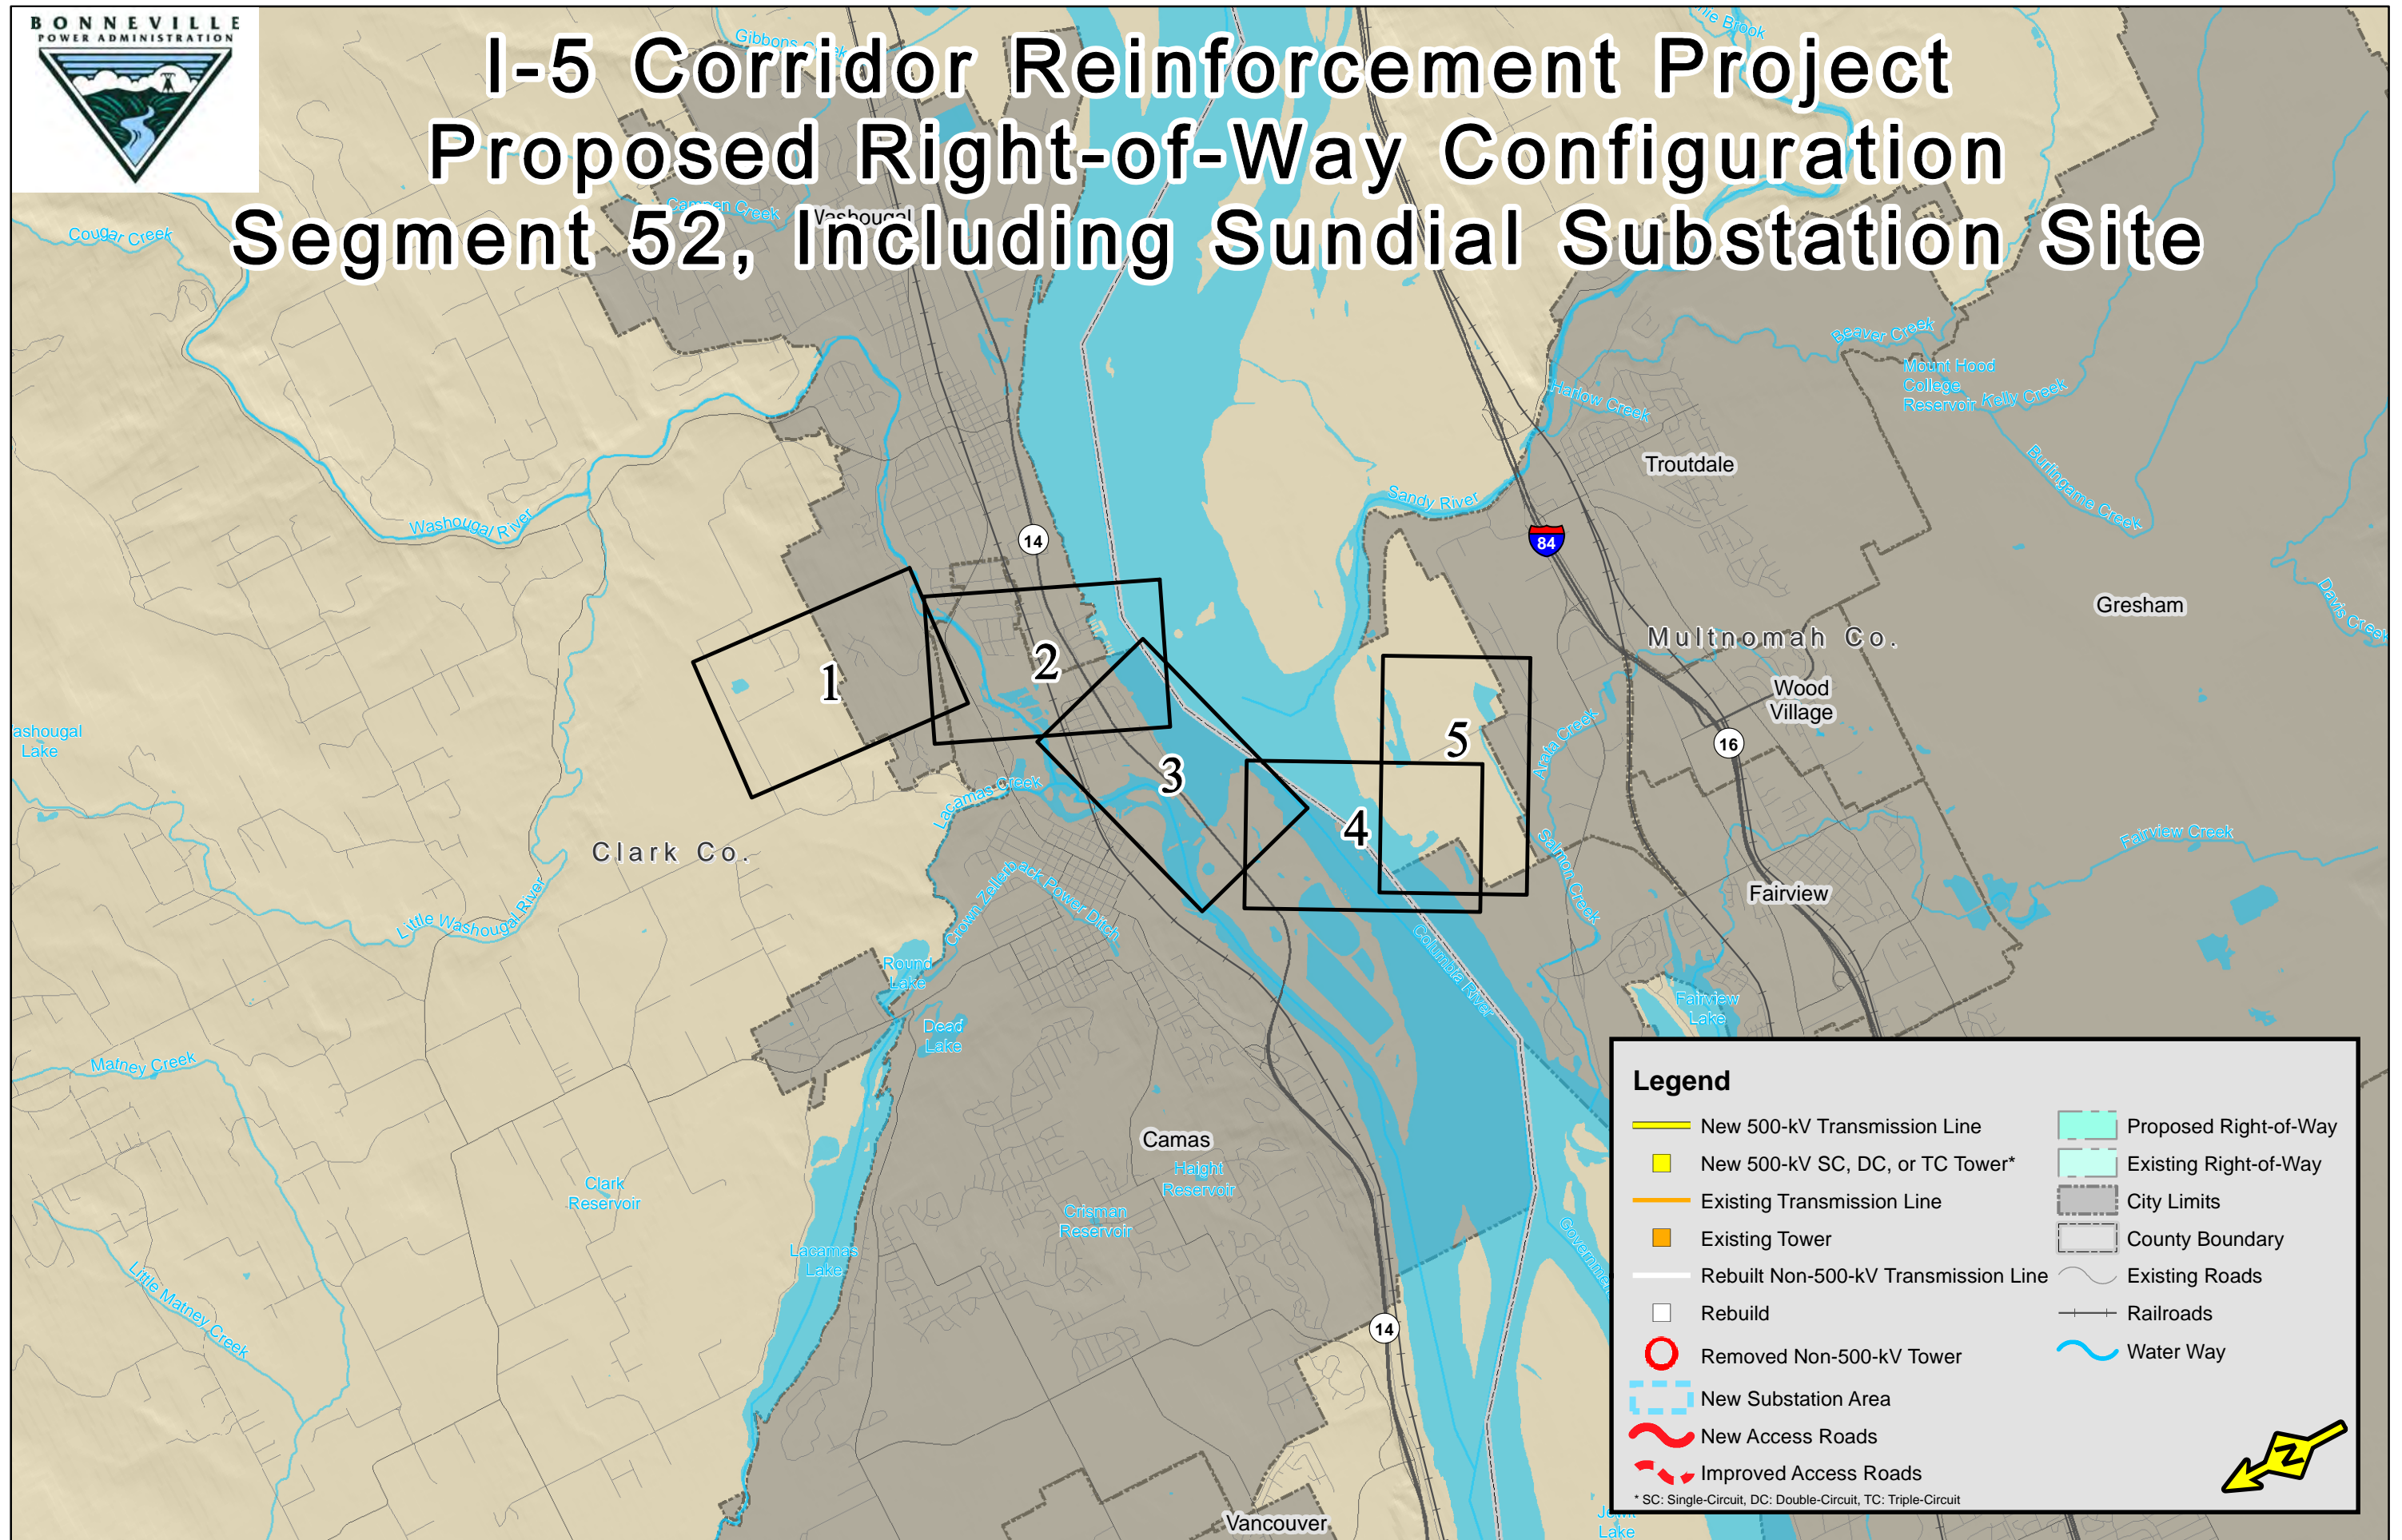 BONNEVILLE
POWER ADMINISTRATION
I-5 Corridor Reinforcement Project
Proposed Right-of-Way Configuration
Segment 52, Including Sundial Substation Site
Gibbons Creek
Brook
Cougar Creek
Campen Creek
Washougal
Beaver Creek
Mount Hood
College
Reservoir
Kelly Creek
Harlow Creek
Troutdale
Burlingame Creek
Sandy River
Washougal River
14
84
Davis Creek
Gresham
Multnomah Co.
Wood
Village
1
2
3
4
5
16
Arata Creek
Lake
Lacamas Creek
Clark Co.
Salmon Creek
Fairview Creek
Fairview
Crown Zellerback Power Ditch
Little Washougal River
Columbia River
Round
Lake
Dead
Lake
Fairview
Lake
Matney Creek
Camas
Haight
Reservoir
Clark
Reservoir
Crisman
Reservoir
Lacamas
Lake
Little Matney Creek
14
Vancouver
Lake
Legend
New 500-kV Transmission Line
New 500-kV SC, DC, or TC Tower*
Existing Transmission Line
Existing Tower
Rebuilt Non-500-kV Transmission Line
Rebuild
Removed Non-500-kV Tower
New Substation Area
New Access Roads
Improved Access Roads
* SC: Single-Circuit, DC: Double-Circuit, TC: Triple-Circuit
Proposed Right-of-Way
Existing Right-of-Way
City Limits
County Boundary
Existing Roads
Railroads
Water Way
N